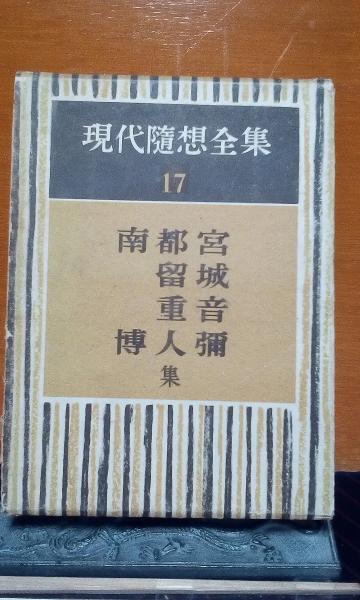 現代隨想全集
17
宮城音彌
都留重人
南博
集